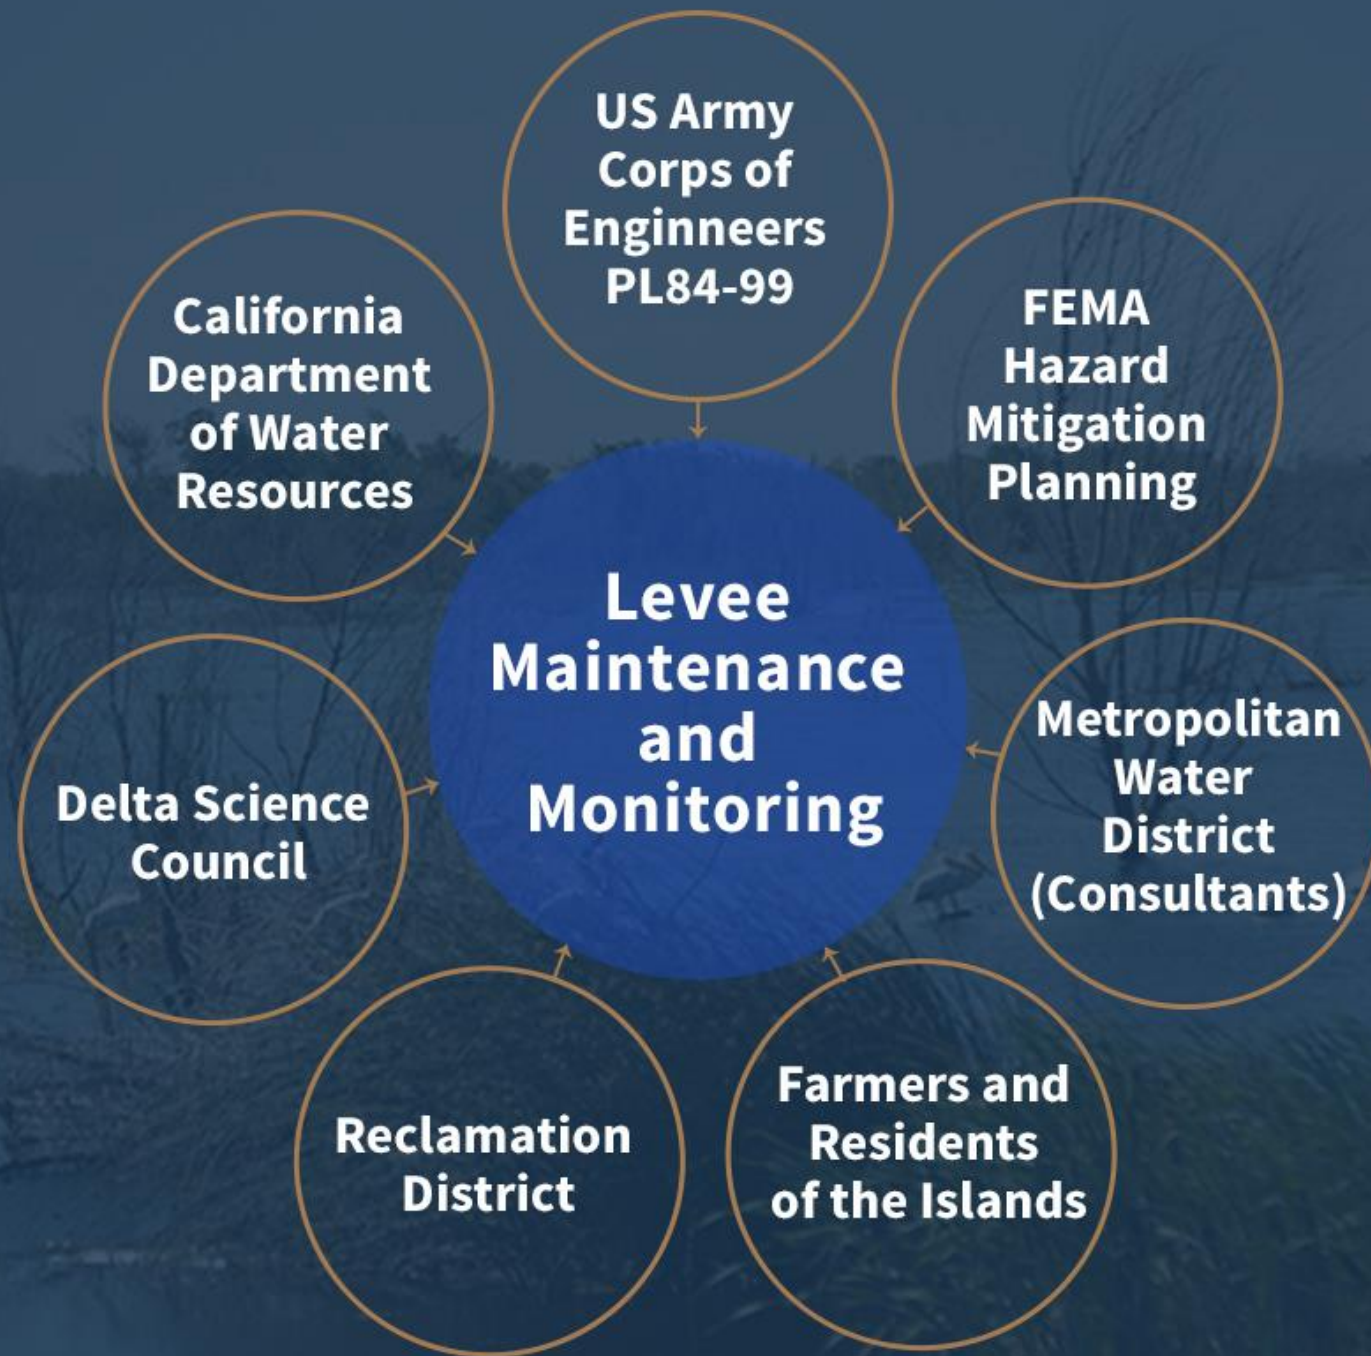 US Army
Corps of
Enginneers
PL84-99
FEMA
Hazard
Mitigation
Planning
California
Department
of Water
Resources
Levee
Maintenance
and
Monitoring
Metropolitan
Water
District
(Consultants)
Delta Science
Council
Farmers and
Residents
of the Islands
Reclamation
District